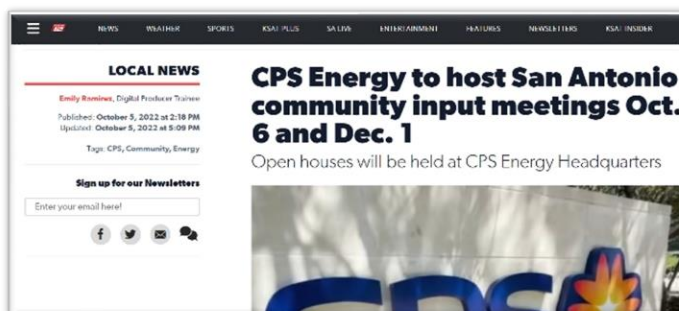 NEWS WEATHER SPORTS KSAT PLUS SA LIVE ENTERTAINMENT FEATURES NEWSLETTERS KSAT INSIDER
LOCAL NEWS
Emily Ramirez, Digital Producer Trainee
Published: October 5, 2022 at 2:18 PM
Updated: October 5, 2022 at 5:09 PM
Tags: CPS, Community, Energy
Sign up for our Newsletters
Enter your email here!
CPS Energy to host San Antonio
community input meetings Oct.
6 and Dec. 1
Open houses will be held at CPS Energy Headquarters
CPS